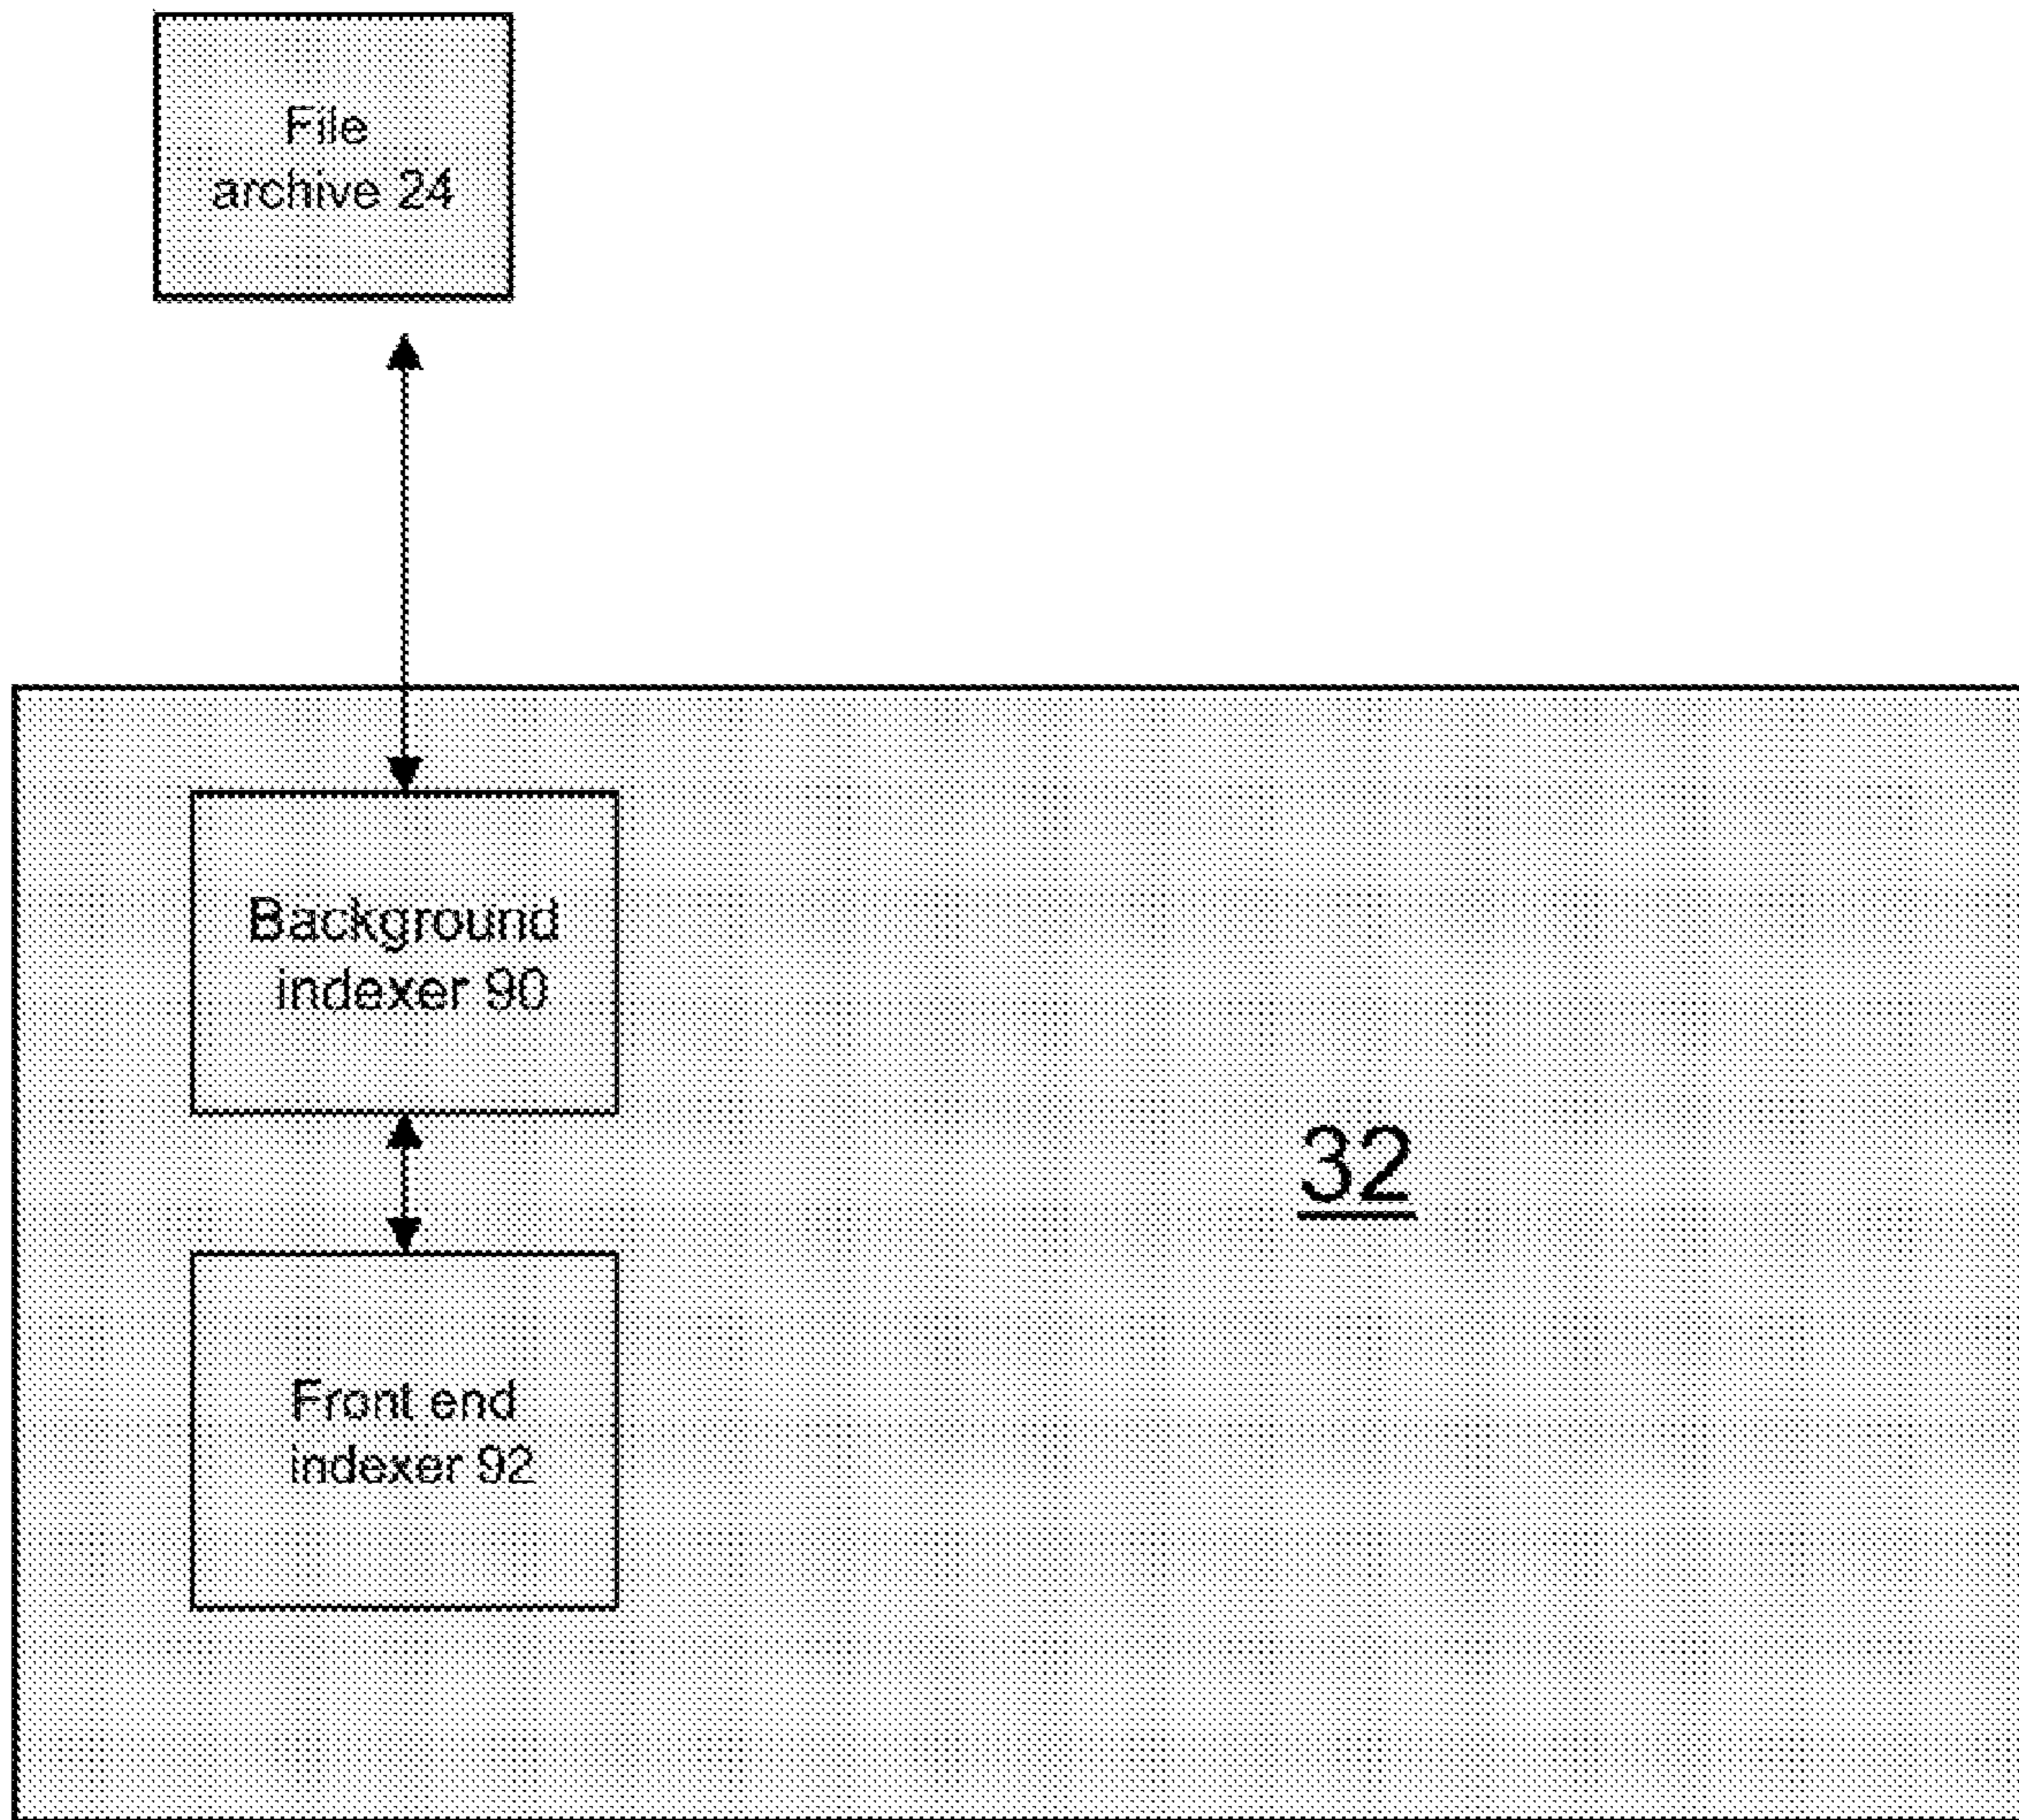 File
archive 24
Background
indexer 90
32
Front end
indexer 92